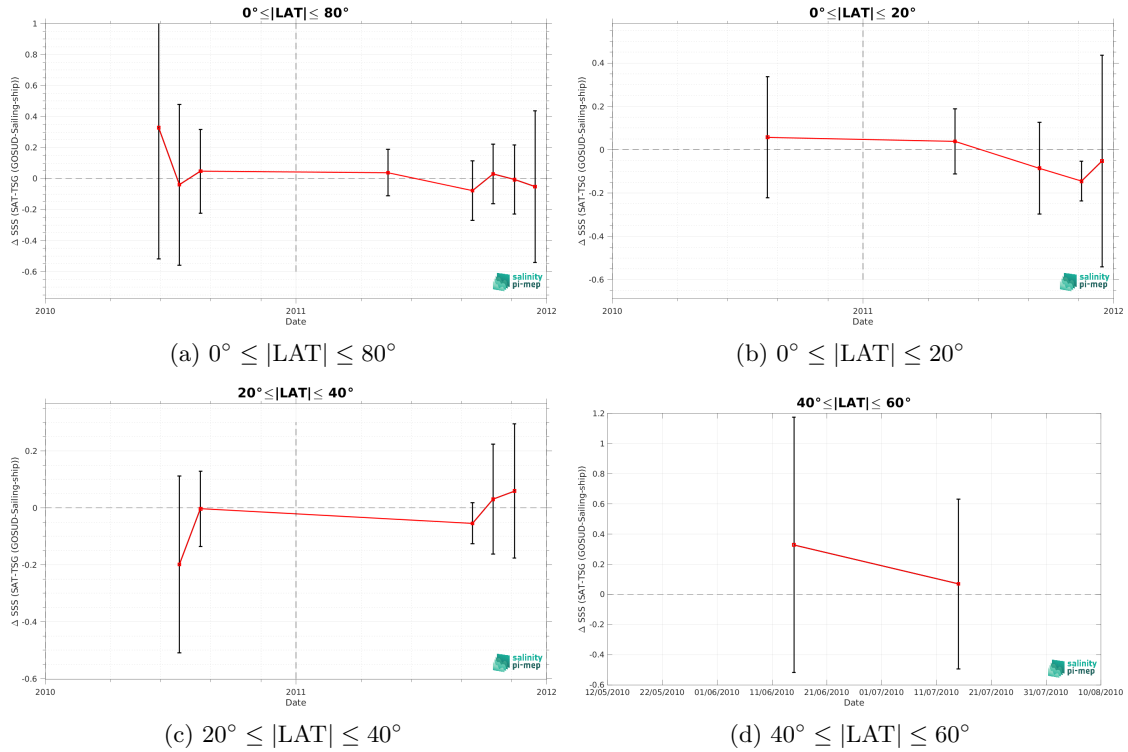 0°≤|LAT|≤ 80°
1
0.8
0.6
0.4
0.2
0
-0.2
-0.4
-0.6
Δ SSS (SAT-TSG (GOSUD-Sailing-ship))
2010
2011
2012
Date
salinity
pi-mep
(a) 0° ≤ |LAT| ≤ 80°
0°≤|LAT|≤ 20°
0.4
0.2
0
-0.2
-0.4
-0.6
Δ SSS (SAT-TSG (GOSUD-Sailing-ship))
2010
2011
2012
Date
salinity
pi-mep
(b) 0° ≤ |LAT| ≤ 20°
20°≤|LAT|≤ 40°
0.2
0
-0.2
-0.4
-0.6
Δ SSS (SAT-TSG (GOSUD-Sailing-ship))
2010
2011
2012
Date
salinity
pi-mep
(c) 20° ≤ |LAT| ≤ 40°
40°≤|LAT|≤ 60°
1.2
1
0.8
0.6
0.4
0.2
0
-0.2
-0.4
-0.6
Δ SSS (SAT-TSG (GOSUD-Sailing-ship))
12/05/2010 22/05/2010 01/06/2010 11/06/2010 21/06/2010 01/07/2010 11/07/2010 21/07/2010 31/07/2010 10/08/2010
Date
salinity
pi-mep
(d) 40° ≤ |LAT| ≤ 60°